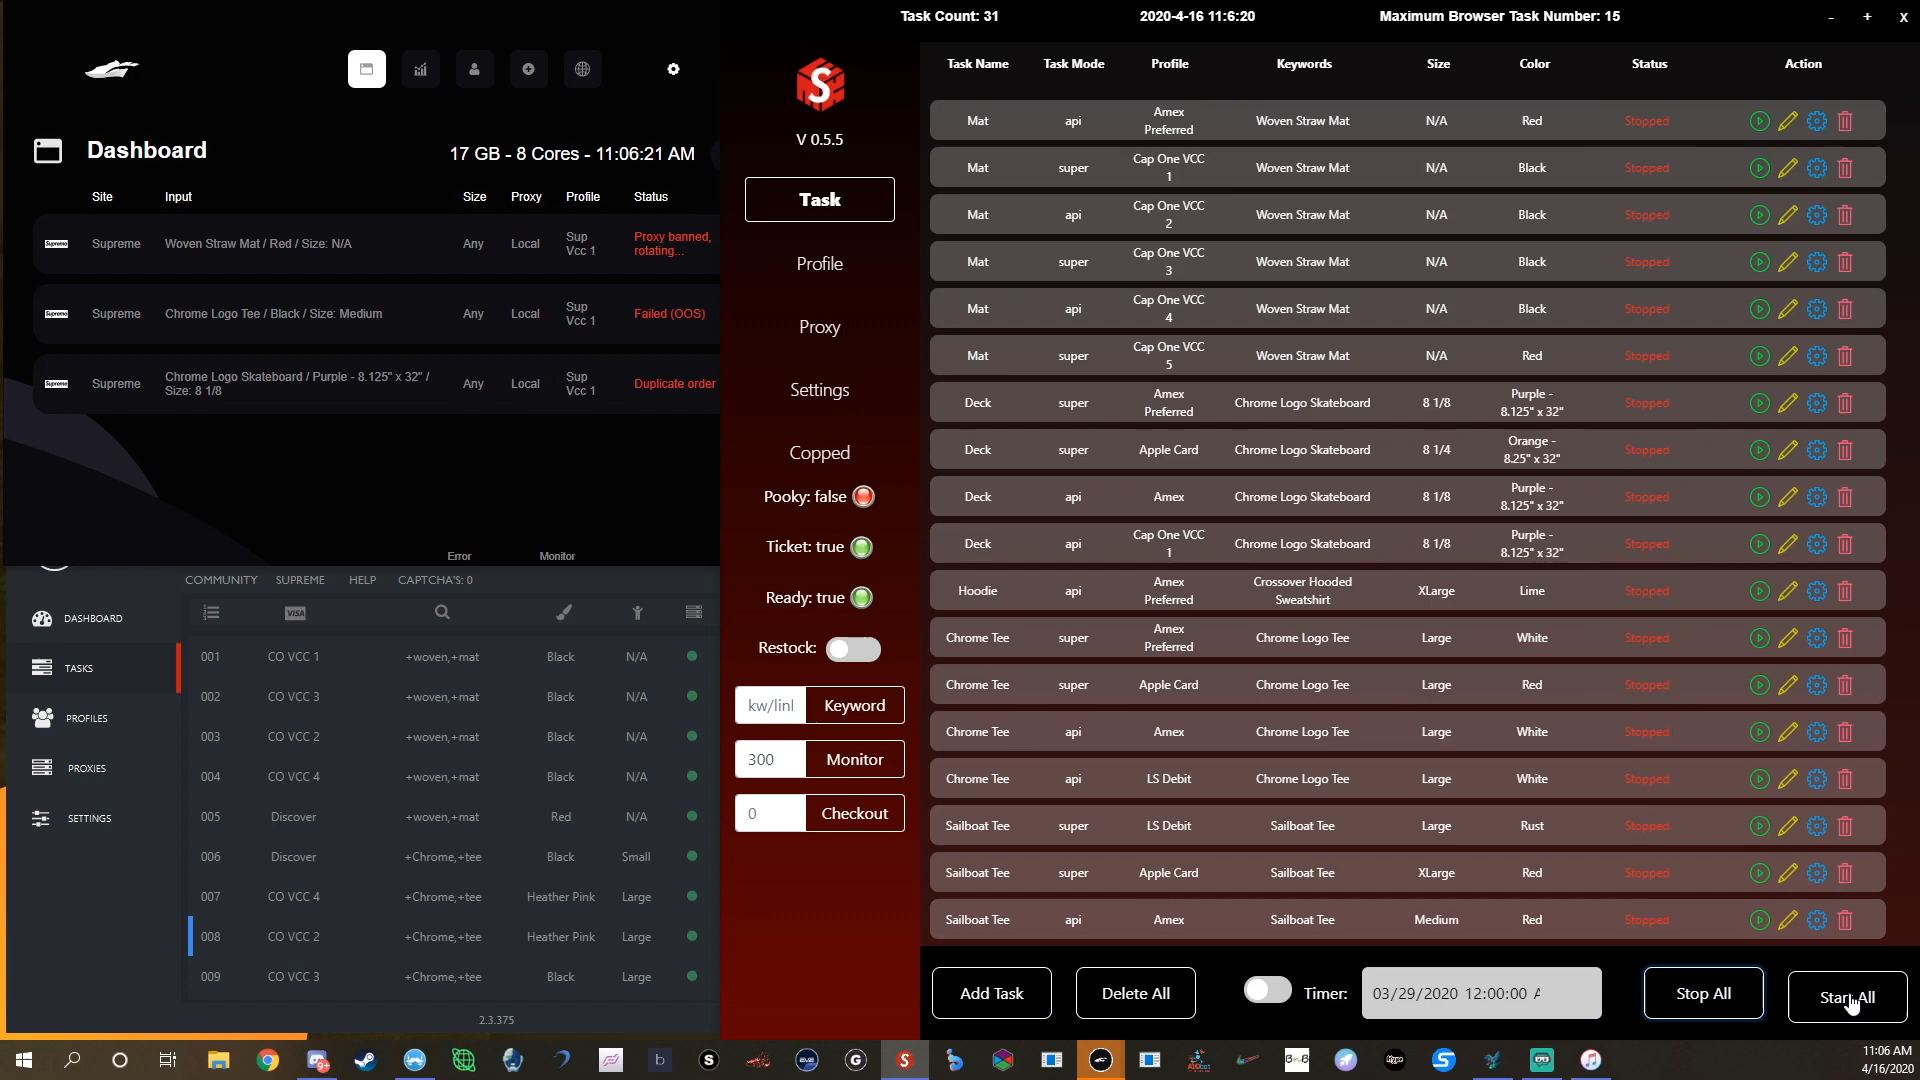 Task Count: 31
2020-4-16 11:6:20
Maximum Browser Task Number: 15
- + X
Dashboard
17 GB - 8 Cores - 11:06:21 AM
Site Input Size Proxy Profile Status
Supreme Supreme Woven Straw Mat / Red / Size: N/A Any Local Sup Vcc 1 Proxy banned, rotating...
Supreme Supreme Chrome Logo Tee / Black / Size: Medium Any Local Sup Vcc 1 Failed (OOS)
Supreme Supreme Chrome Logo Skateboard / Purple - 8.125" x 32" / Size: 8 1/8 Any Local Sup Vcc 1 Duplicate order
Error Monitor
COMMUNITY SUPREME HELP CAPTCHA'S: 0
DASHBOARD
TASKS
PROFILES
PROXIES
SETTINGS
VISA
001 CO VCC 1 +woven,+mat Black N/A
002 CO VCC 3 +woven,+mat Black N/A
003 CO VCC 2 +woven,+mat Black N/A
004 CO VCC 4 +woven,+mat Black N/A
005 Discover +woven,+mat Red N/A
006 Discover +Chrome,+tee Black Small
007 CO VCC 4 +Chrome,+tee Heather Pink Large
008 CO VCC 2 +Chrome,+tee Heather Pink Large
009 CO VCC 3 +Chrome,+tee Black Large
2.3.375
S
V 0.5.5
Task
Profile
Proxy
Settings
Copped
Pooky: false
Ticket: true
Ready: true
Restock:
kw/linl Keyword
300 Monitor
0 Checkout
Task Name Task Mode Profile Keywords Size Color Status Action
Mat api Amex Preferred Woven Straw Mat N/A Red Stopped
Mat super Cap One VCC 1 Woven Straw Mat N/A Black Stopped
Mat api Cap One VCC 2 Woven Straw Mat N/A Black Stopped
Mat super Cap One VCC 3 Woven Straw Mat N/A Black Stopped
Mat api Cap One VCC 4 Woven Straw Mat N/A Black Stopped
Mat super Cap One VCC 5 Woven Straw Mat N/A Red Stopped
Deck super Amex Preferred Chrome Logo Skateboard 8 1/8 Purple - 8.125" x 32" Stopped
Deck super Apple Card Chrome Logo Skateboard 8 1/4 Orange - 8.25" x 32" Stopped
Deck api Amex Chrome Logo Skateboard 8 1/8 Purple - 8.125" x 32" Stopped
Deck api Cap One VCC 1 Chrome Logo Skateboard 8 1/8 Purple - 8.125" x 32" Stopped
Hoodie api Amex Preferred Crossover Hooded Sweatshirt XLarge Lime Stopped
Chrome Tee super Amex Preferred Chrome Logo Tee Large White Stopped
Chrome Tee super Apple Card Chrome Logo Tee Large Red Stopped
Chrome Tee api Amex Chrome Logo Tee Large White Stopped
Chrome Tee api LS Debit Chrome Logo Tee Large White Stopped
Sailboat Tee super LS Debit Sailboat Tee Large Rust Stopped
Sailboat Tee super Apple Card Sailboat Tee XLarge Red Stopped
Sailboat Tee api Amex Sailboat Tee Medium Red Stopped
Add Task
Delete All
Timer:
03/29/2020 12:00:00 A
Stop All
Start All
9+
b
S
G
S
BnB
Hype
S
11:06 AM
4/16/2020